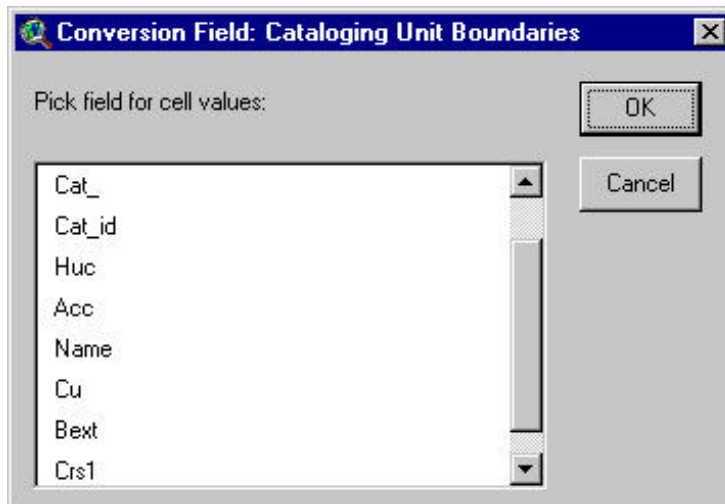 Conversion Field: Cataloging Unit Boundaries
Pick field for cell values:
OK
Cancel
Cat_
Cat_id
Huc
Acc
Name
Cu
Bext
Crs1